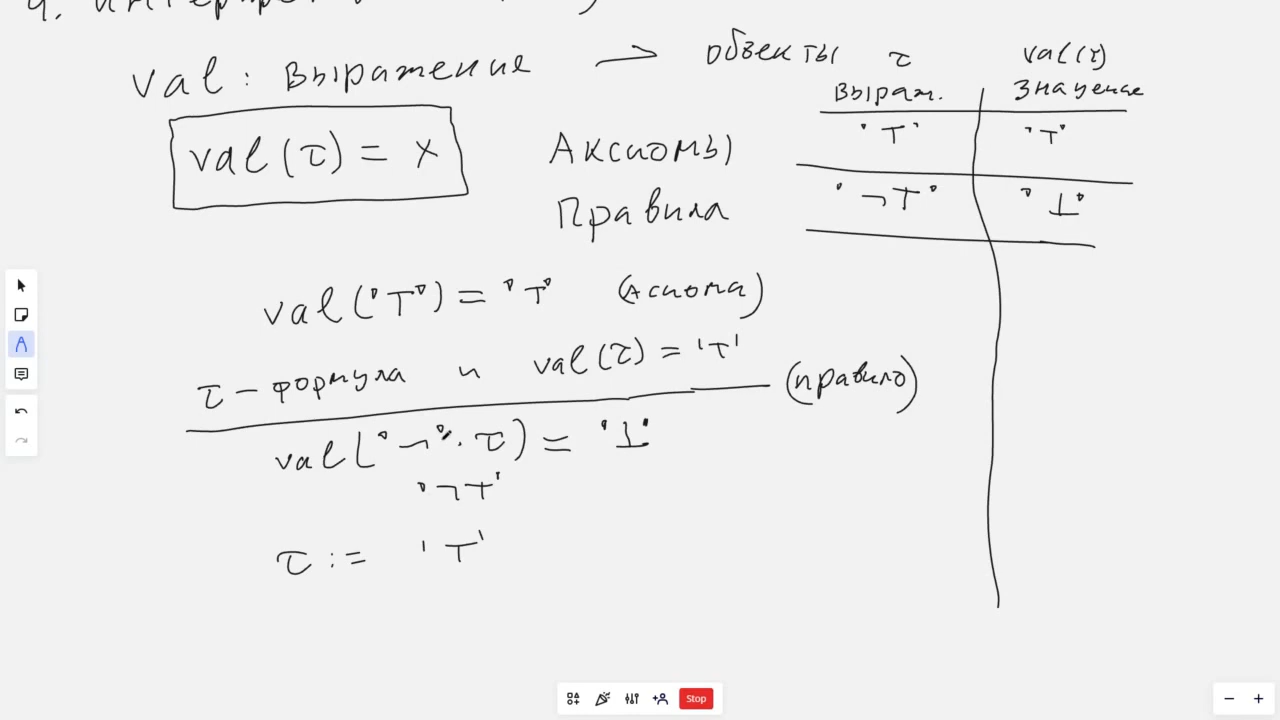 val : выражение → объекты
τ val(τ)
выраж. значение
val(τ) = x
Аксиомы
'T' 'T'
Правила
'¬T' '⊥'
val('T') = 'T' (Аксиома)
τ – формула и val(τ) = 'T'
(правило)
val('¬'. τ) = '⊥'
'¬T'
τ := 'T'
Stop